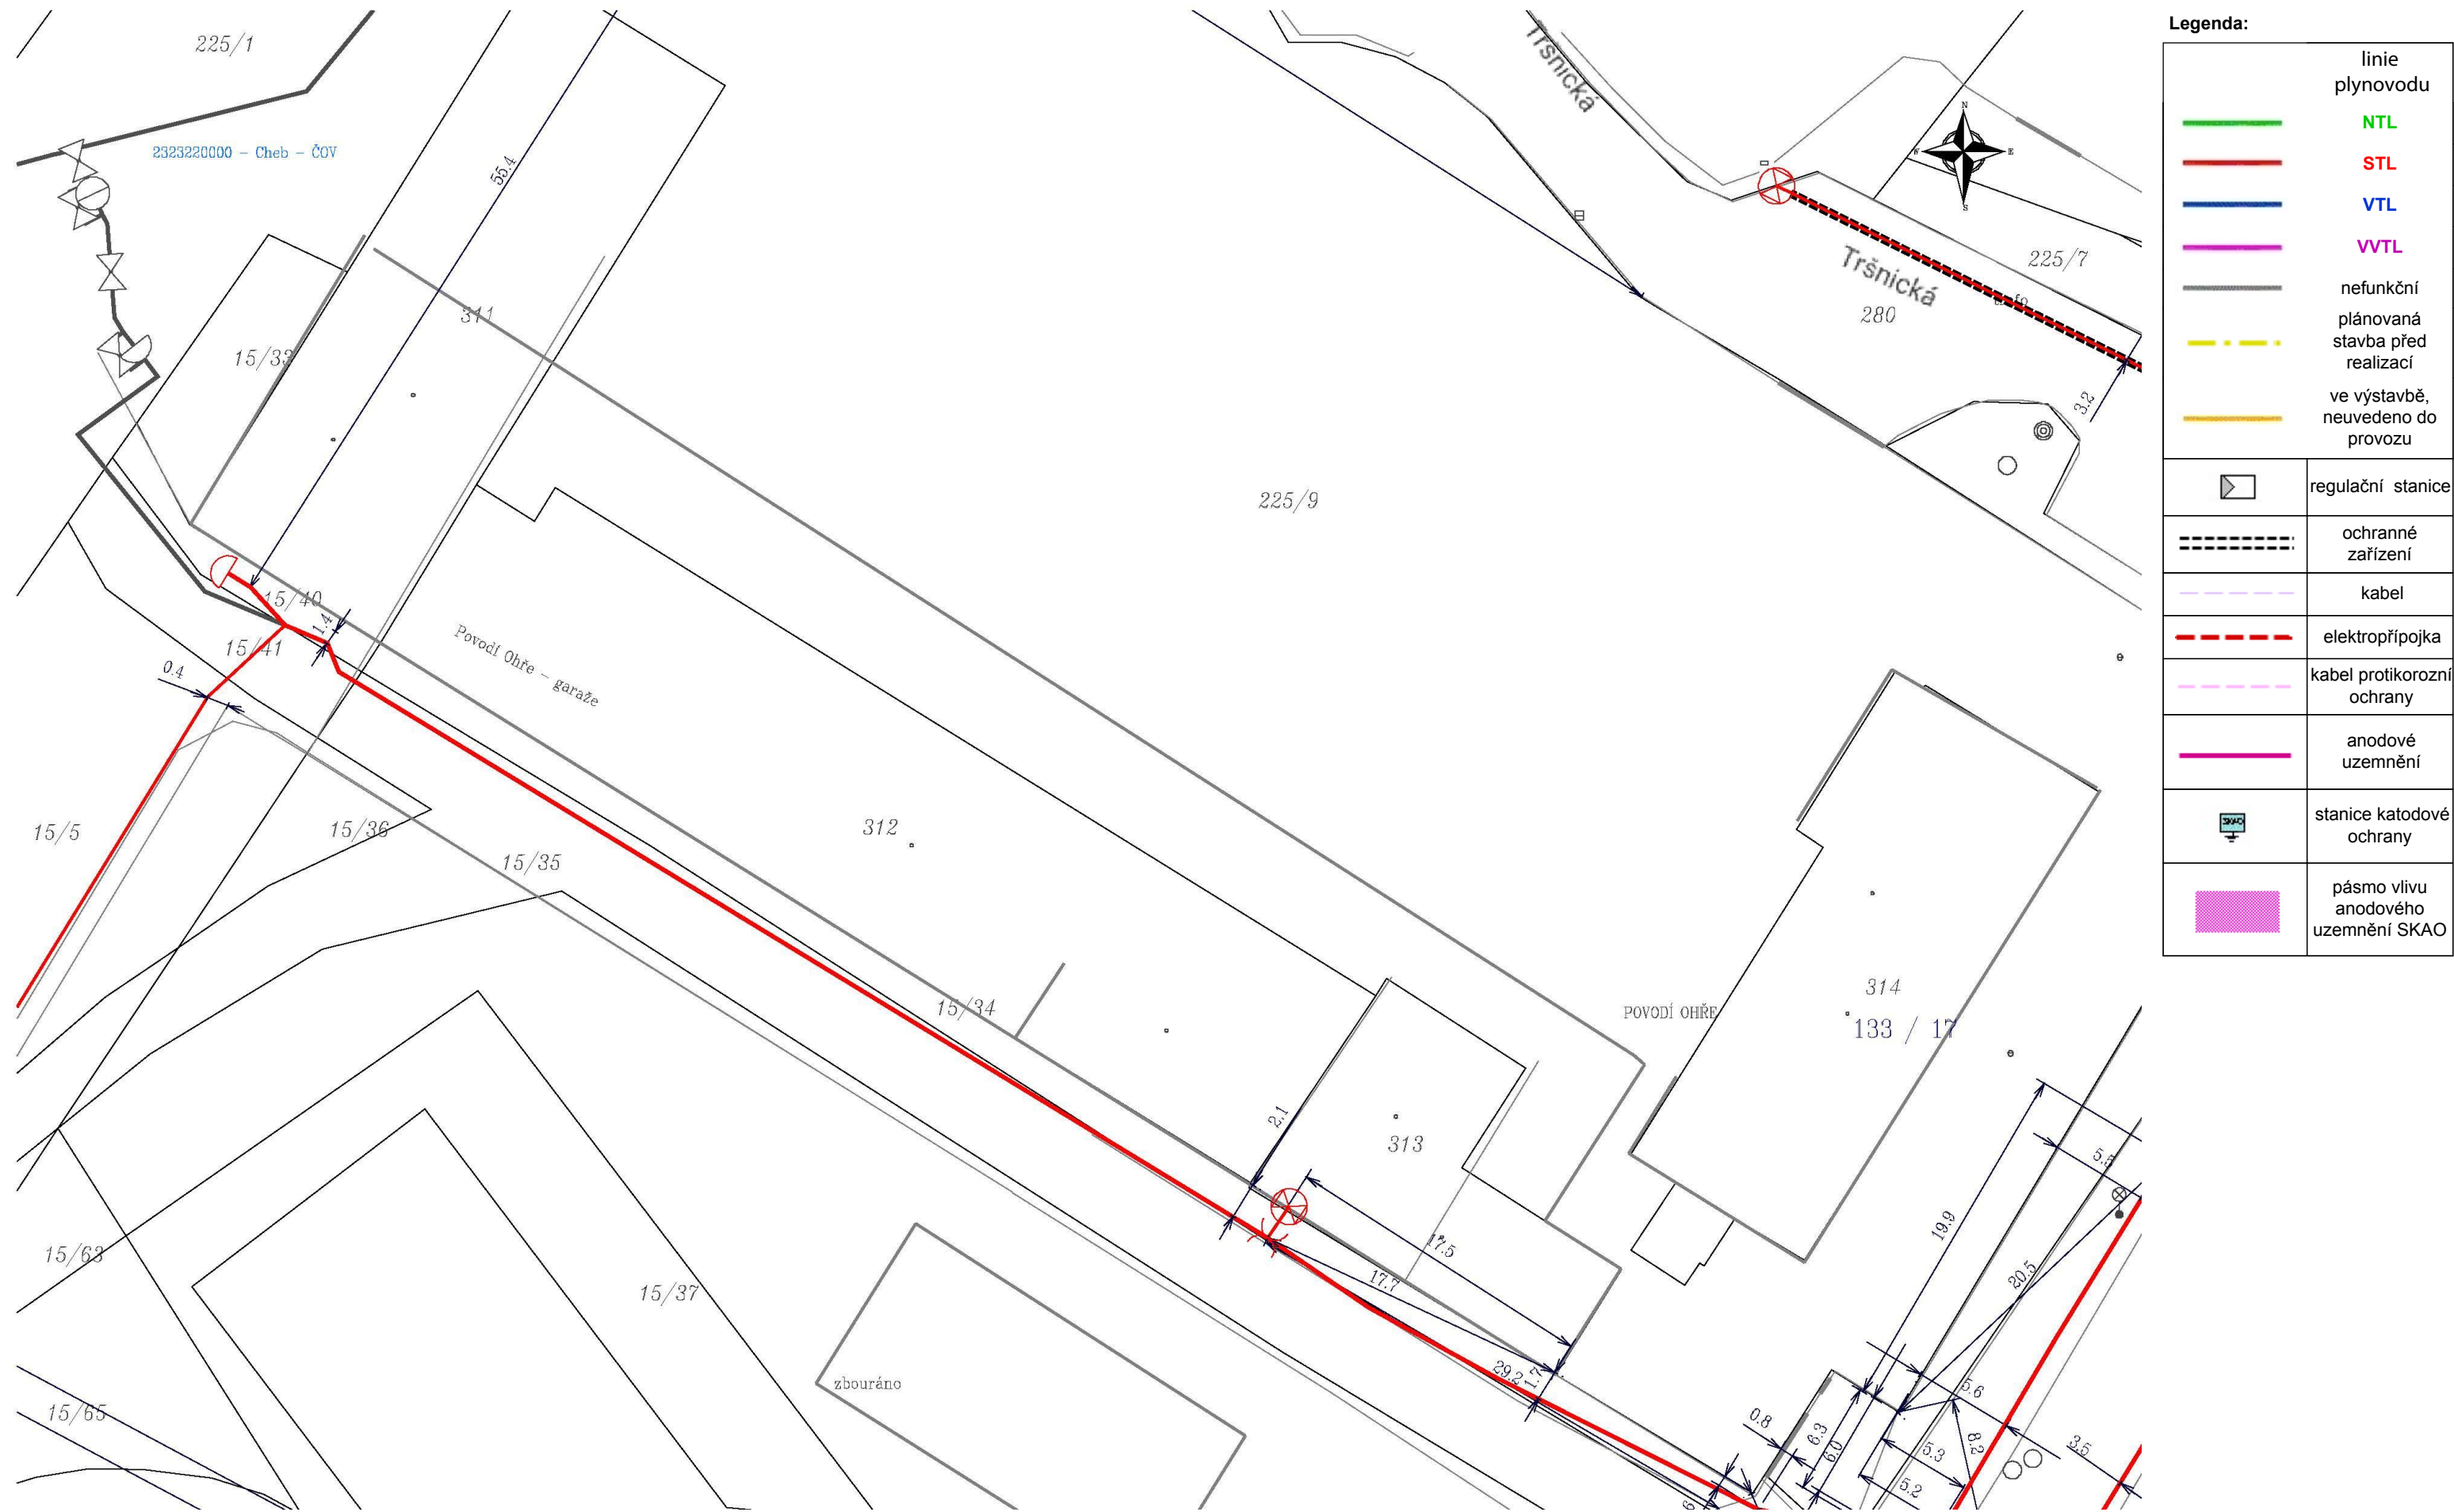 225/1
2323220000 - Cheb - ČOV
55.4
Tršnická
Tršnická
N
W
E
S
225/7
280
3.2
311
15/33
225/9
15/40
1.4
15/41
0.4
Povodí Ohře - garaže
15/5
15/36
15/35
312
15/34
314
POVODÍ OHŘE
133 / 17
2.1
313
17.5
17.7
29.2
1.7
15/63
15/37
zbouráno
15/65
5.5
19.9
20.5
5.6
0.8
6.3
6.0
5.3
8.2
3.5
5.2
Legenda:
linie
plynovodu
NTL
STL
VTL
VVTL
nefunkční
plánovaná
stavba před
realizací
ve výstavbě,
neuvedeno do
provozu
regulační stanice
ochranné
zařízení
kabel
elektropřípojka
kabel protikorozní
ochrany
anodové
uzemnění
SKAO
stanice katodové
ochrany
pásmo vlivu
anodového
uzemnění SKAO